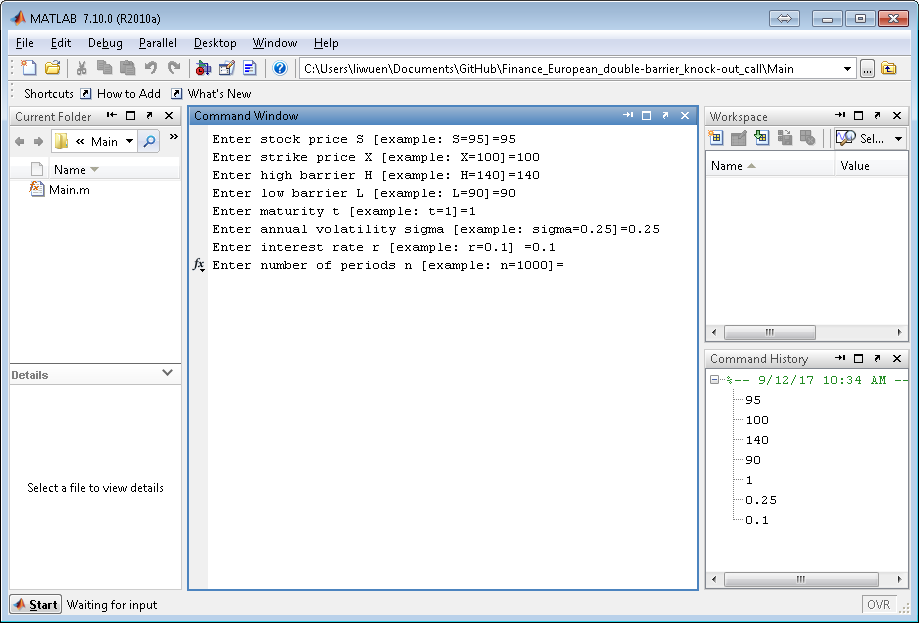 MATLAB 7.10.0 (R2010a)
File Edit Debug Parallel Desktop Window Help
C:\Users\liwuen\Documents\GitHub\Finance_European_double-barrier_knock-out_call\Main
...
Shortcuts How to Add What's New
Current Folder
« Main
»
Name
Main.m
Details
Select a file to view details
Command Window
Enter stock price S [example: S=95]=95
Enter strike price X [example: X=100]=100
Enter high barrier H [example: H=140]=140
Enter low barrier L [example: L=90]=90
Enter maturity t [example: t=1]=1
Enter annual volatility sigma [example: sigma=0.25]=0.25
Enter interest rate r [example: r=0.1] =0.1
fx Enter number of periods n [example: n=1000]=
Workspace
Sel...
Name Value
Command History
%-- 9/12/17 10:34 AM --
95
100
140
90
1
0.25
0.1
Start Waiting for input
OVR